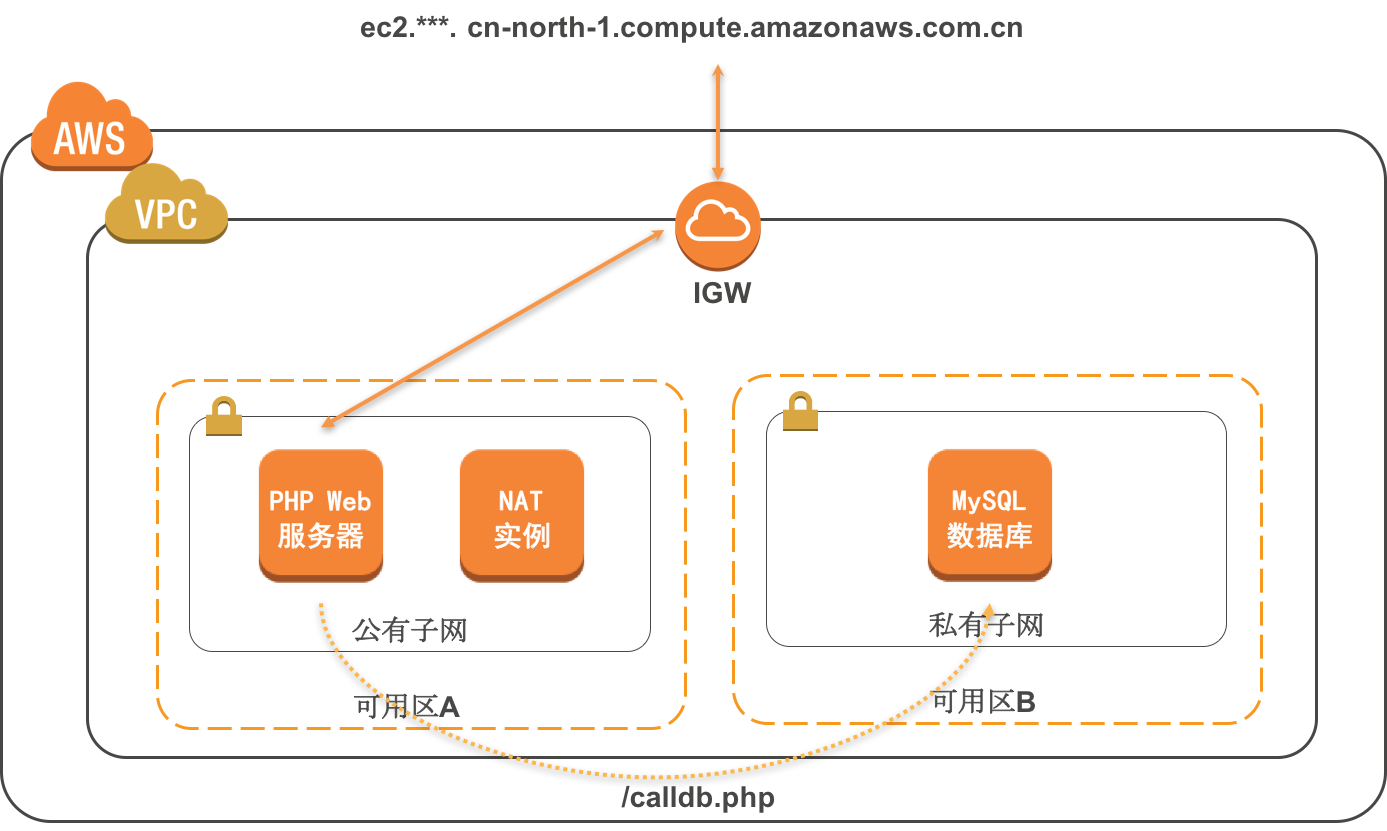 ec2.***. cn-north-1.compute.amazonaws.com.cn
AWS
VPC
IGW
PHP Web
服务器
NAT
实例
MySQL
数据库
公有子网
私有子网
可用区A
可用区B
/calldb.php